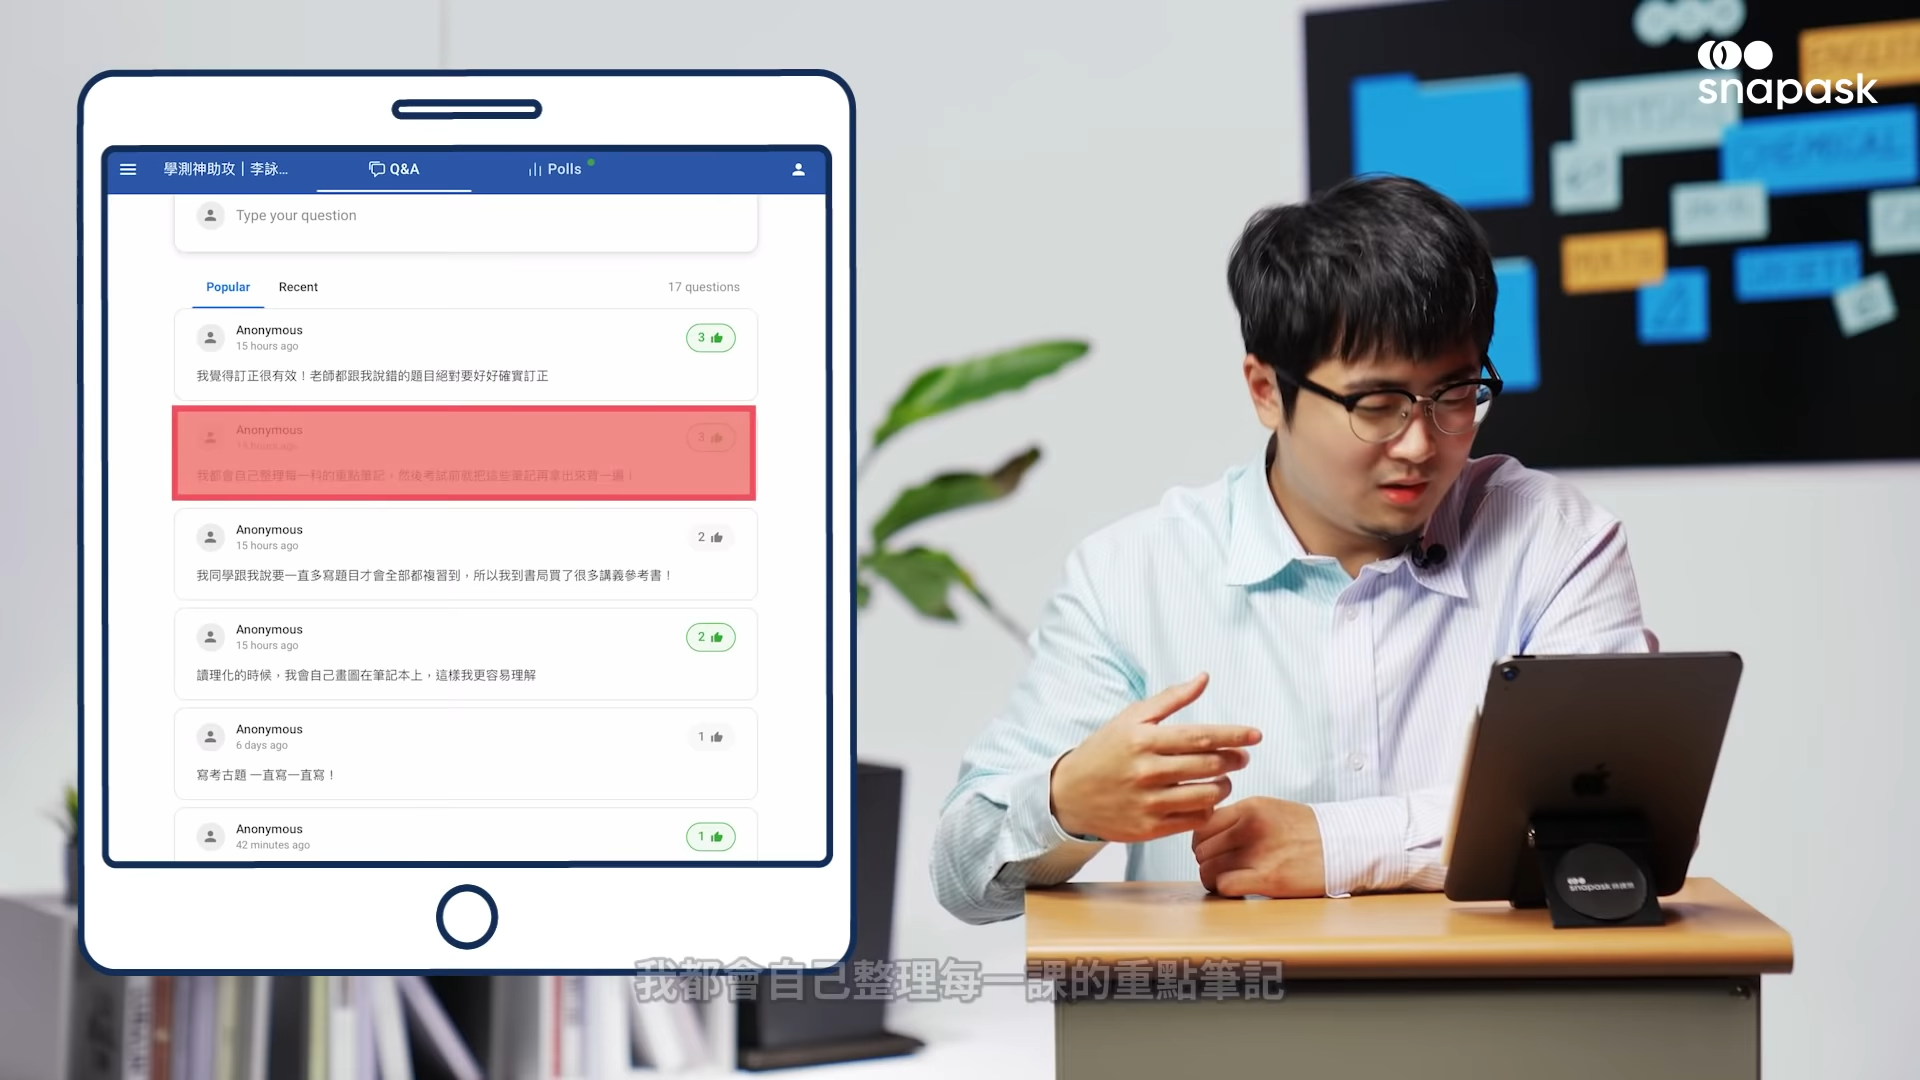 snapask
學測神助攻｜李詠...
Q&A
Polls
Type your question
Popular
Recent
17 questions
Anonymous
15 hours ago
3
我覺得訂正很有效！老師都跟我說錯的題目絕對要好好確實訂正
Anonymous
15 hours ago
3
我都會自己整理每一科的重點筆記，然後考試前就把這些筆記再拿出來背一遍！
Anonymous
15 hours ago
2
我同學跟我說要一直多寫題目才會全部都複習到，所以我到書局買了很多講義參考書！
Anonymous
15 hours ago
2
讀理化的時候，我會自己畫圖在筆記本上，這樣我更容易理解
Anonymous
6 days ago
1
寫考古題 一直寫一直寫！
Anonymous
42 minutes ago
1
CHEMICAL
MATH
snapask
我都會自己整理每一課的重點筆記